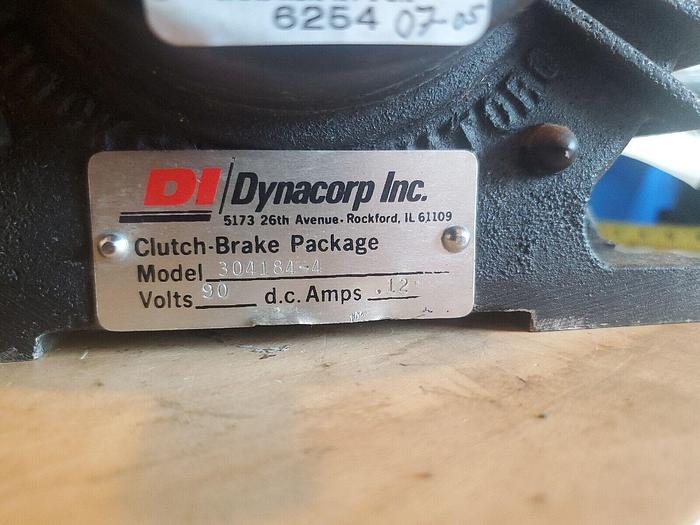 6254 07-05
DI/Dynacorp Inc.
5173 26th Avenue • Rockford, IL 61109
Clutch-Brake Package
Model 304184-4
Volts 90 d.c. Amps .12